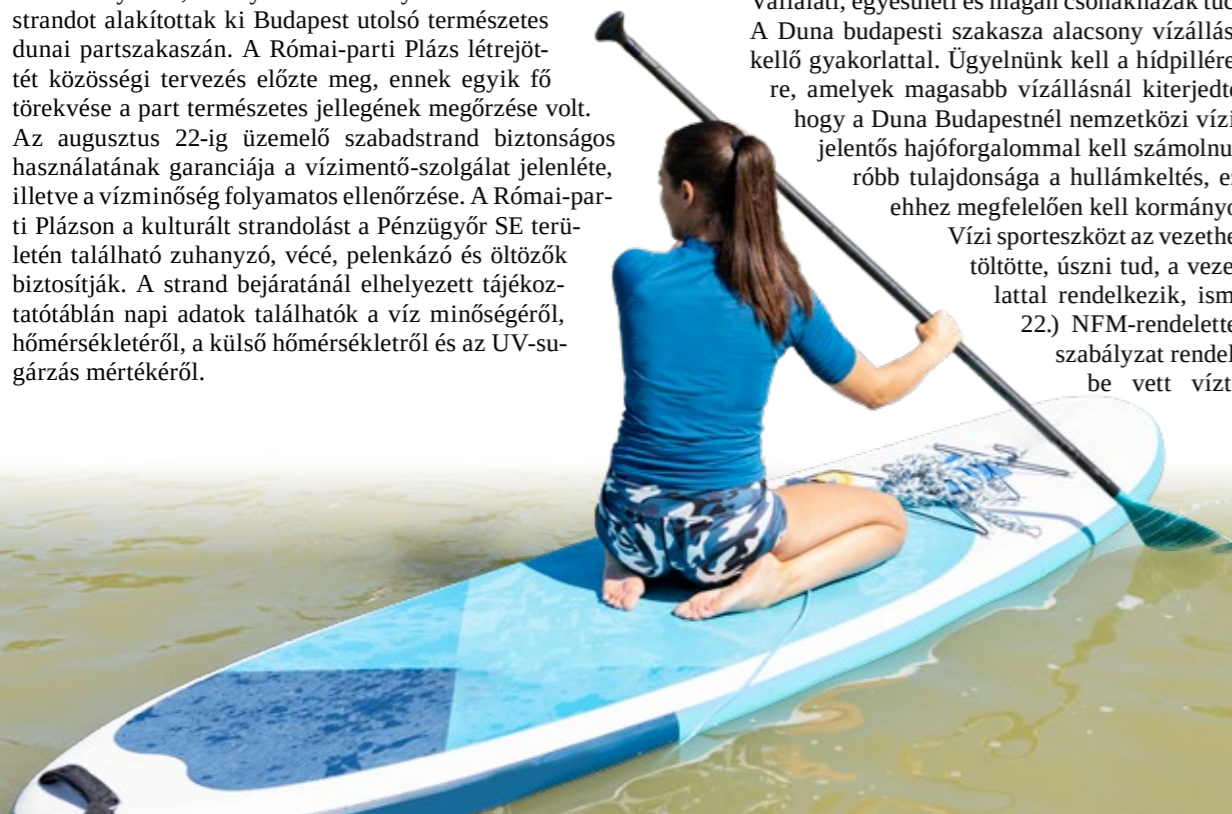 strandot alakítottak ki Budapest utolsó természetes
dunai partszakaszán. A Római-parti Plázs létrejöt-
tét közösségi tervezés előzte meg, ennek egyik fő
törekvése a part természetes jellegének megőrzése volt.
Az augusztus 22-ig üzemelő szabadstrand biztonságos
használatának garanciája a vízimentő-szolgálat jelenléte,
illetve a vízminőség folyamatos ellenőrzése. A Római-par-
ti Plázson a kulturált strandolást a Pénzügyőr SE terü-
letén található zuhanyzó, vécé, pelenkázó és öltözők
biztosítják. A strand bejáratánál elhelyezett tájékoz-
tatótáblán napi adatok találhatók a víz minőségéről,
hőmérsékletéről, a külső hőmérsékletről és az UV-su-
gárzás mértékéről.
Vállalati, egyesületi és magán csónakházak
A Duna budapesti szakasza alacsony vízállás
kellő gyakorlattal. Ügyelnünk kell a hídpillére
re, amelyek magasabb vízállásnál kiterjedt
hogy a Duna Budapestnél nemzetközi vízi
jelentős hajóforgalommal kell számolnu
róbb tulajdonsága a hullámkeltés, e
ehhez megfelelően kell kormányo
Vízi sporteszközt az vezethe
töltötte, úszni tud, a veze
lattal rendelkezik, ism
22.) NFM-rendelette
szabályzat rendel
be vett vízt